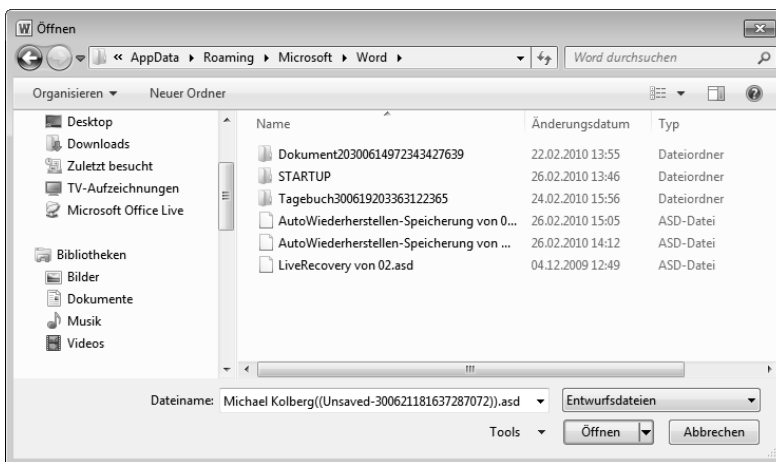 Öffnen
« AppData Roaming Microsoft Word
Word durchsuchen
Organisieren Neuer Ordner
Desktop
Downloads
Zuletzt besucht
TV-Aufzeichnungen
Microsoft Office Live
Bibliotheken
Bilder
Dokumente
Musik
Videos
Name Änderungsdatum Typ
Dokument20300614972343427639 22.02.2010 13:55 Dateiordner
STARTUP 26.02.2010 13:46 Dateiordner
Tagebuch300619203363122365 24.02.2010 15:56 Dateiordner
AutoWiederherstellen-Speicherung von 0... 26.02.2010 15:05 ASD-Datei
AutoWiederherstellen-Speicherung von ... 26.02.2010 14:12 ASD-Datei
LiveRecovery von 02.asd 04.12.2009 12:49 ASD-Datei
Dateiname: Michael Kolberg((Unsaved-300621181637287072)).asd Entwurfsdateien
Tools Öffnen Abbrechen